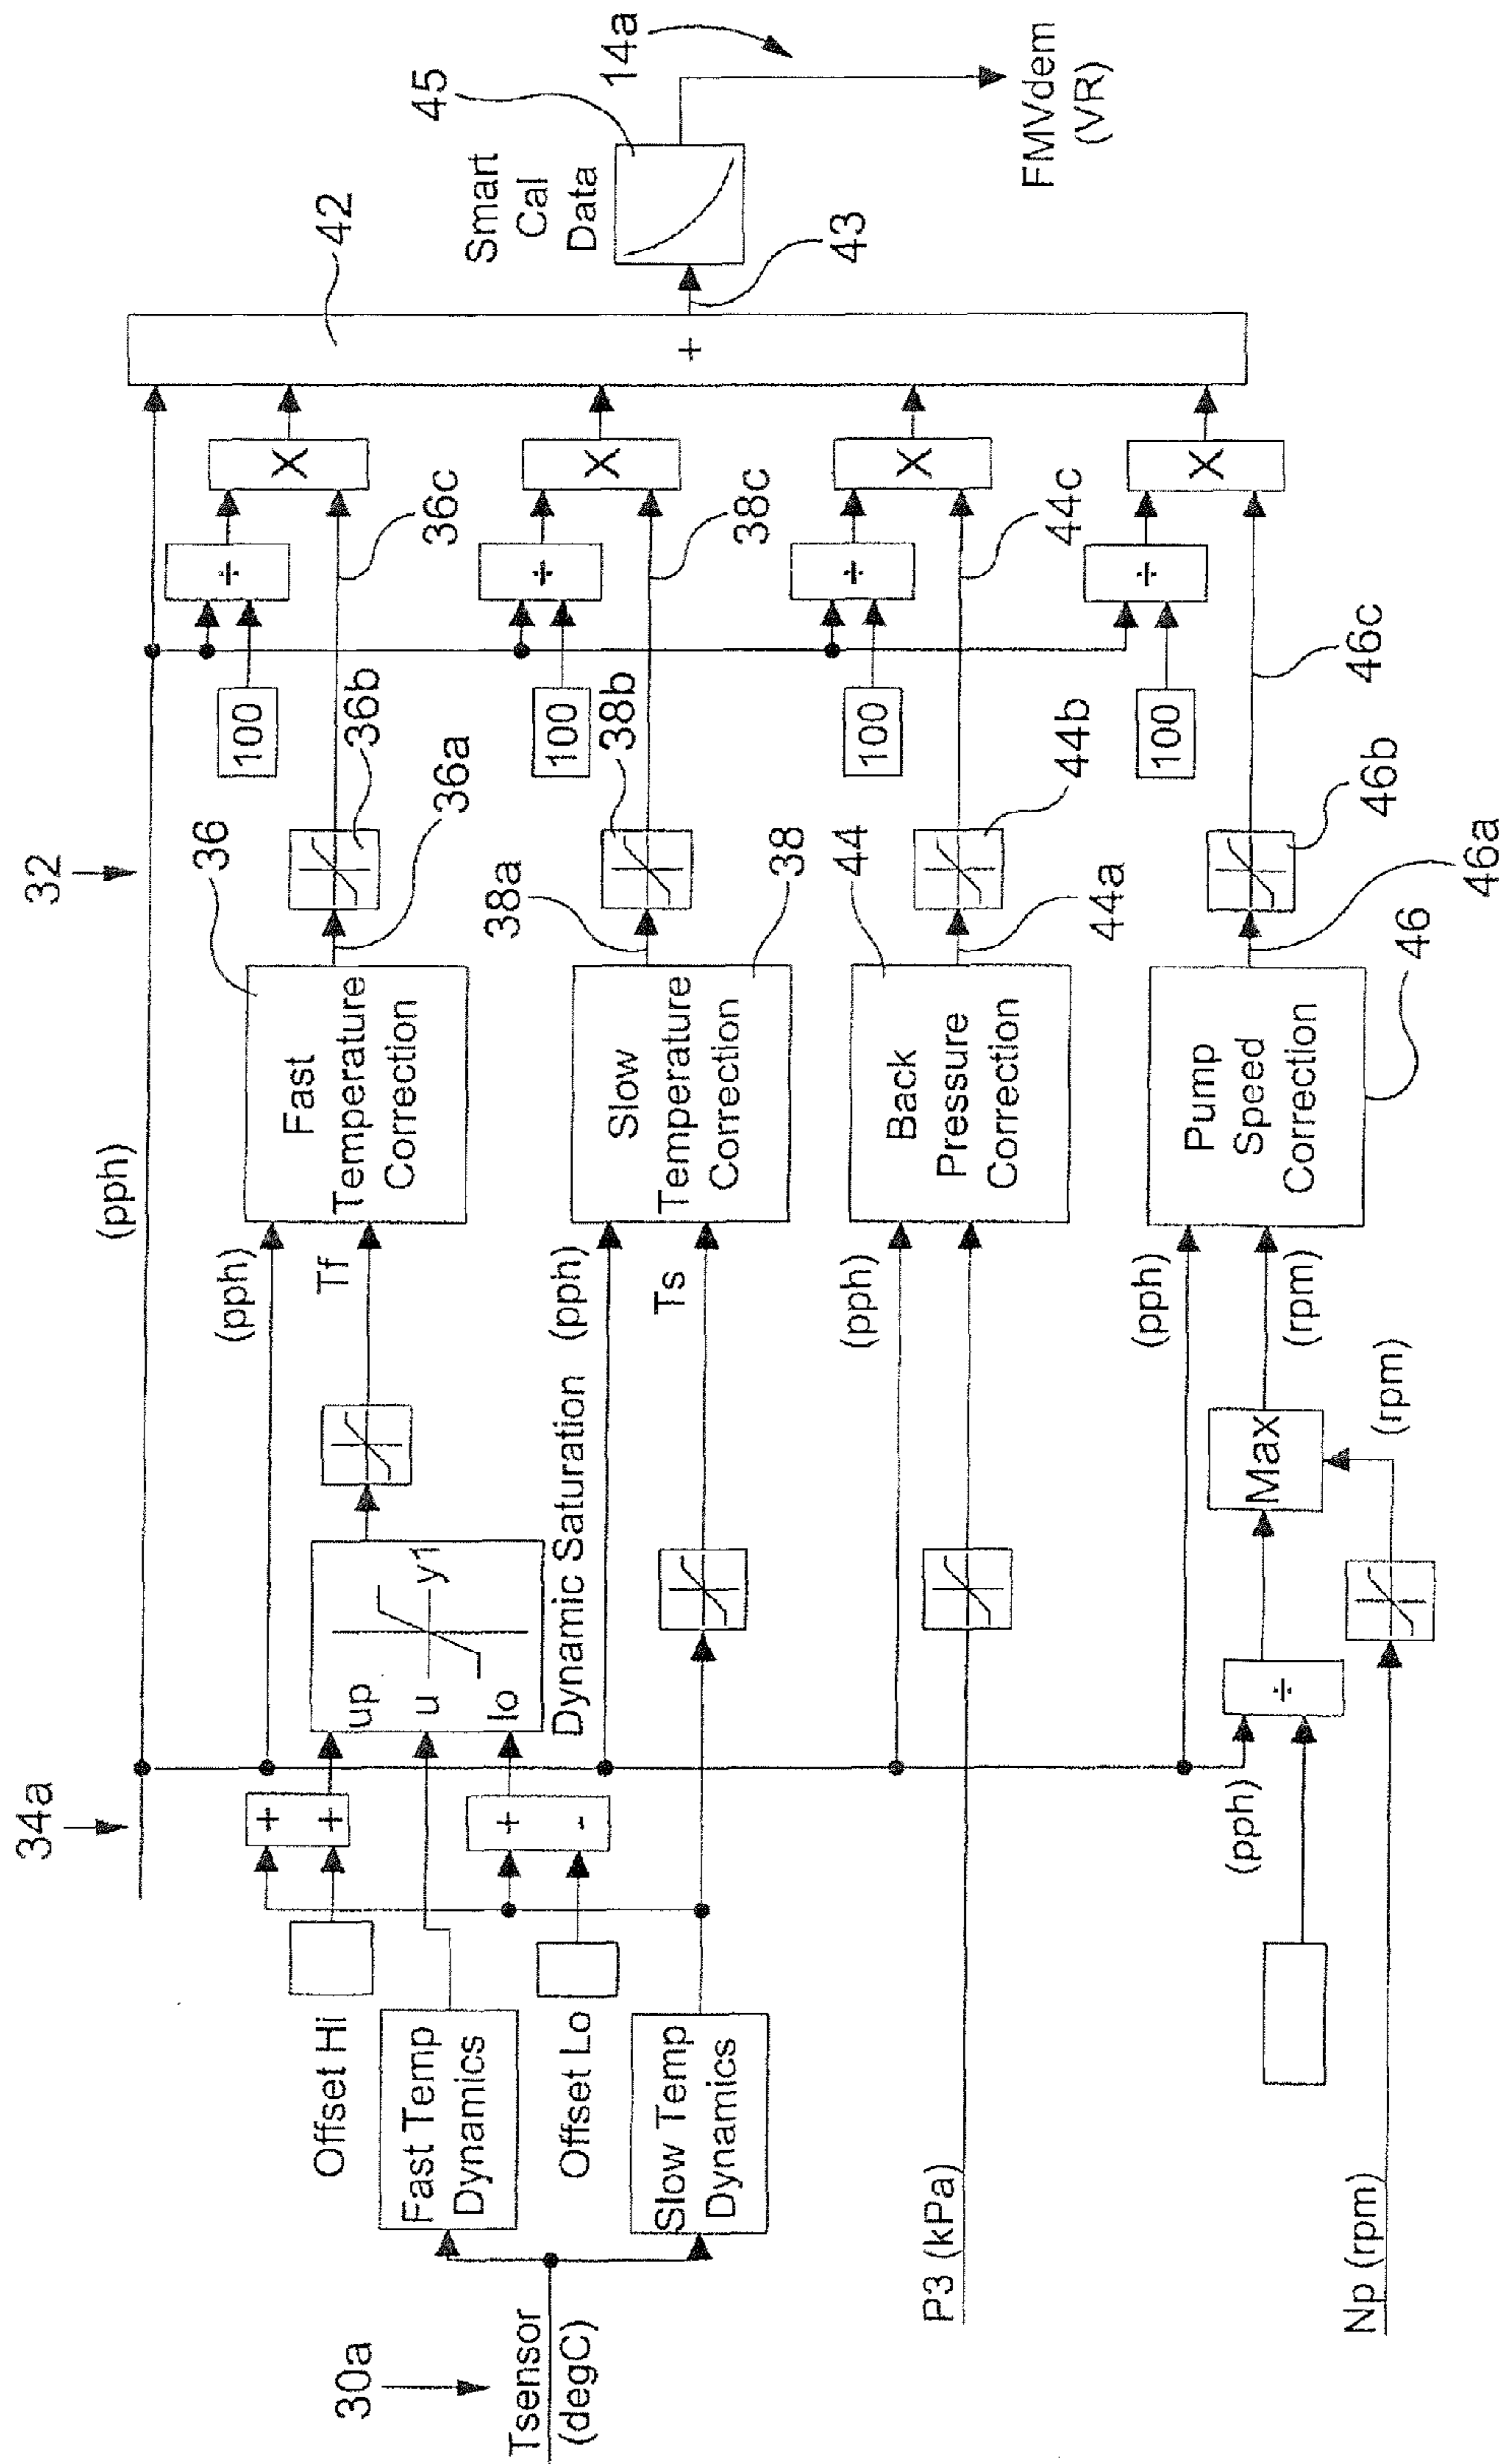 32
34a
(pph)
30a
Tsensor
(degC)
Fast Temp
Dynamics
Offset Hi
+
+
up
u
lo
y1
Dynamic Saturation
Tf
(pph)
Fast
Temperature
Correction
36
36a
36b
36c
100
÷
X
Offset Lo
+
-
Slow Temp
Dynamics
(pph)
Ts
Slow
Temperature
Correction
38
38a
38b
38c
100
÷
X
P3 (kPa)
(pph)
Back
Pressure
Correction
44
44a
44b
44c
100
÷
X
Np (rpm)
(pph)
÷
Max
(rpm)
(rpm)
(pph)
Pump
Speed
Correction
46
46a
46b
46c
100
÷
X
42
+
43
Smart
Cal
Data
45
14a
FMVdem
(VR)